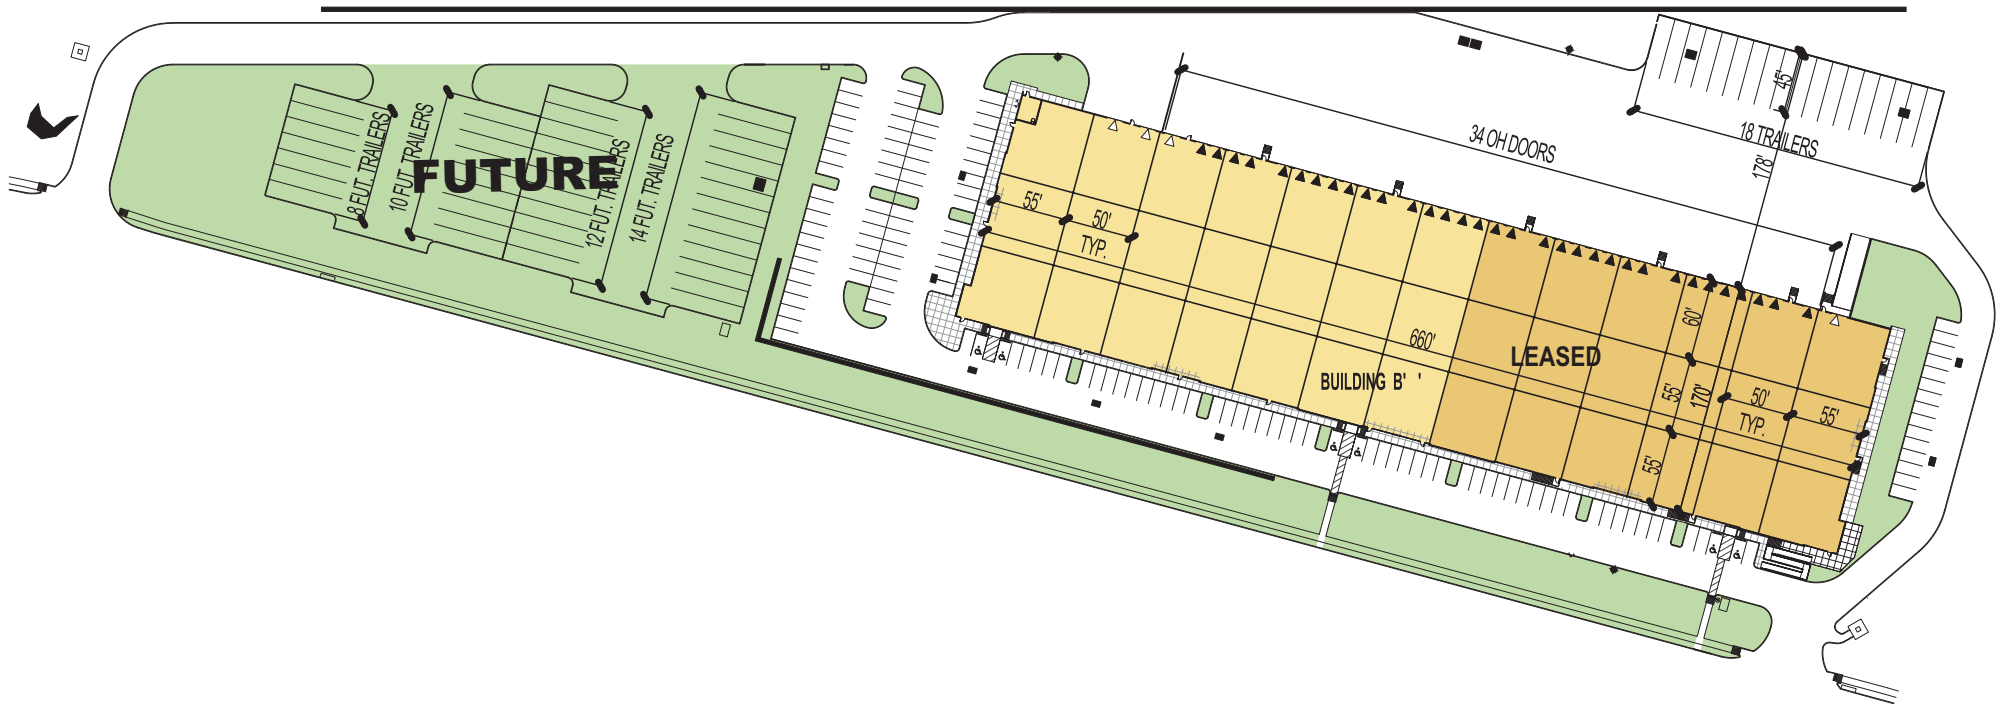 8 FUT. TRAILERS
10 FUT. TRAILERS
FUTURE
12 FUT. TRAILERS
14 FUT. TRAILERS
45'
18 TRAILERS
34 OH DOORS
178'
55'
50'
TYP.
660'
LEASED
BUILDING B' '
60'
55'
170'
50'
TYP.
55'
55'